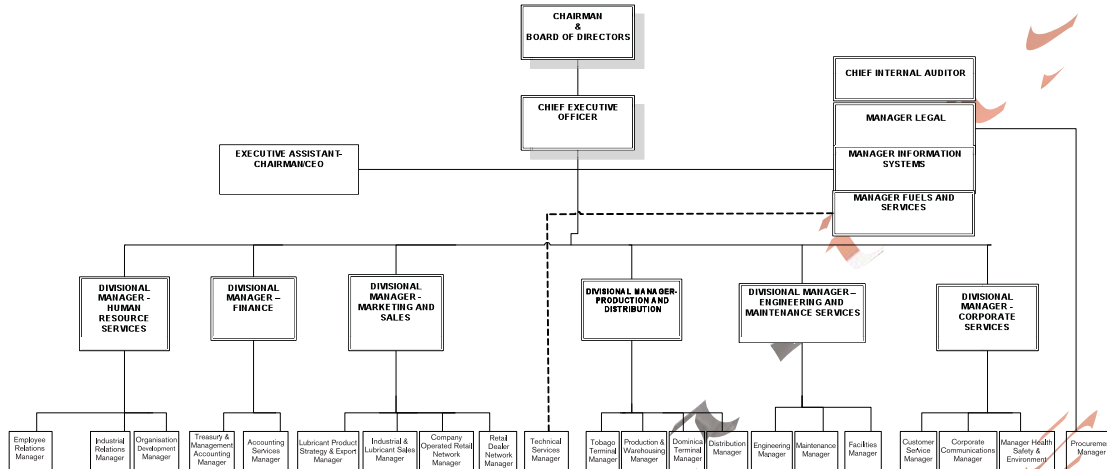 CHAIRMAN
&
BOARD OF DIRECTORS
CHIEF EXECUTIVE
OFFICER
CHIEF INTERNAL AUDITOR
MANAGER LEGAL
EXECUTIVE ASSISTANT-
CHAIRMAN/CEO
MANAGER INFORMATION
SYSTEMS
MANAGER FUELS AND
SERVICES
DIVISIONAL
MANAGER -
HUMAN
RESOURCE
SERVICES
DIVISIONAL
MANAGER –
FINANCE
DIVISIONAL
MANAGER -
MARKETING AND
SALES
DIVISIONAL MANAGER-
PRODUCTION AND
DISTRIBUTION
DIVISIONAL MANAGER–
ENGINEERING AND
MAINTENANCE SERVICES
DIVISIONAL
MANAGER -
CORPORATE
SERVICES
Employee
Relations
Manager
Industrial
Relations
Manager
Organisation
Development
Manager
Treasury &
Management
Accounting
Manager
Accounting
Services
Manager
Lubricant Product
Strategy & Export
Manager
Industrial &
Lubricant Sales
Manager
Company
Operated Retail
Network
Manager
Retail
Dealer
Network
Manager
Technical
Services
Manager
Tobago
Terminal
Manager
Production &
Warehousing
Manager
Dominica
Terminal
Manager
Distribution
Manager
Engineering
Manager
Maintenance
Manager
Facilities
Manager
Customer
Service
Manager
Corporate
Communications
Manager
Manager Health
Safety &
Environment
Procureme
Manager